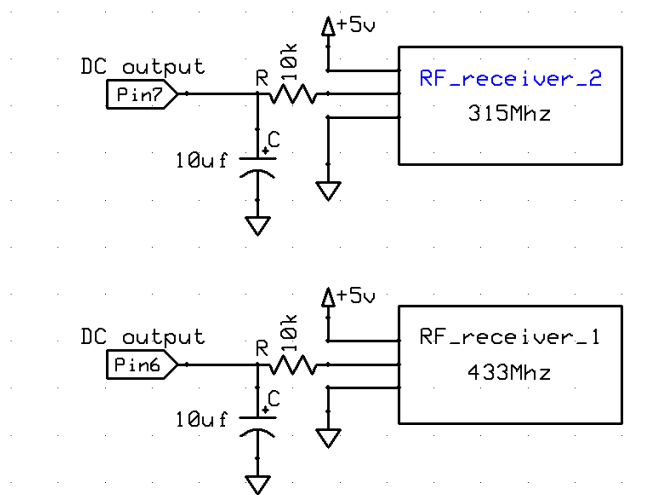 +5v
DC output
R
10k
RF_receiver_2
Pin7
315Mhz
C
+
10uf
+5v
DC output
R
10k
RF_receiver_1
Pin6
433Mhz
C
+
10uf